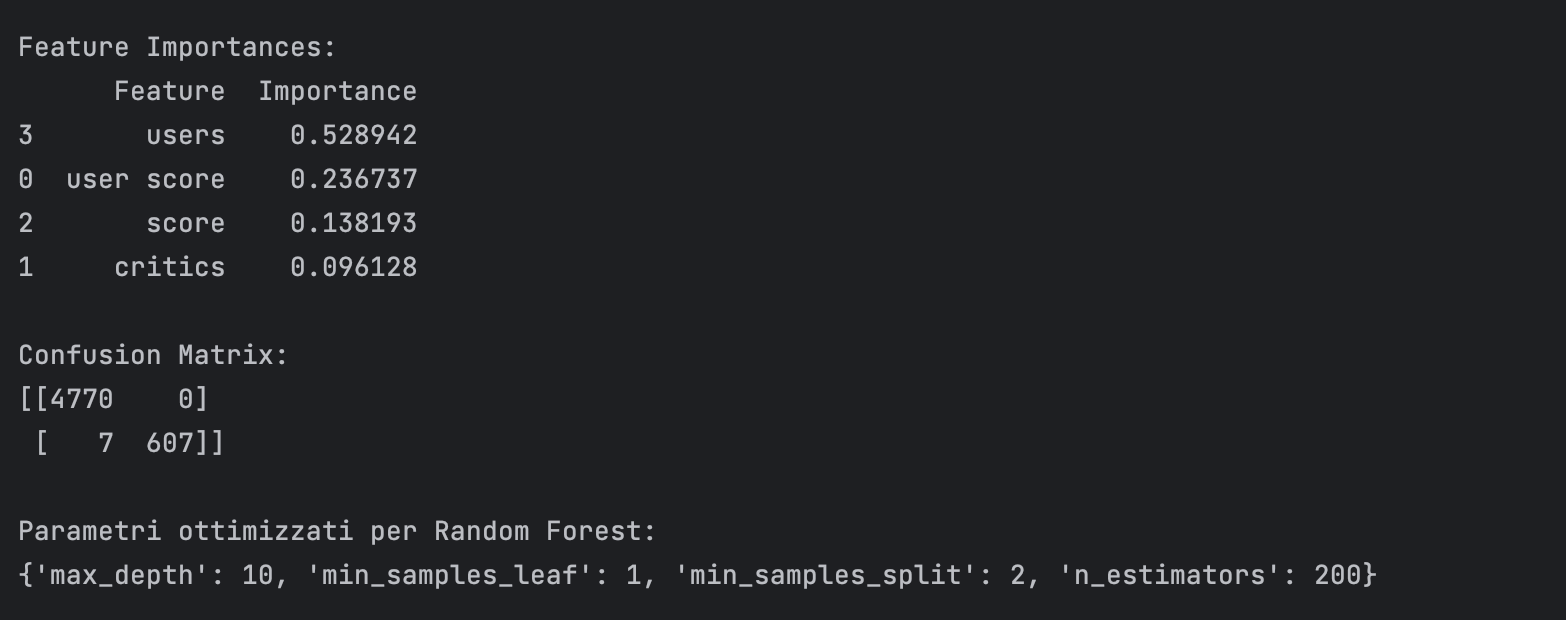 Feature Importances:
      Feature  Importance
3       users    0.528942
0  user score    0.236737
2       score    0.138193
1     critics    0.096128
Confusion Matrix:
[[4770    0]
 [   7  607]]
Parametri ottimizzati per Random Forest:
{'max_depth': 10, 'min_samples_leaf': 1, 'min_samples_split': 2, 'n_estimators': 200}